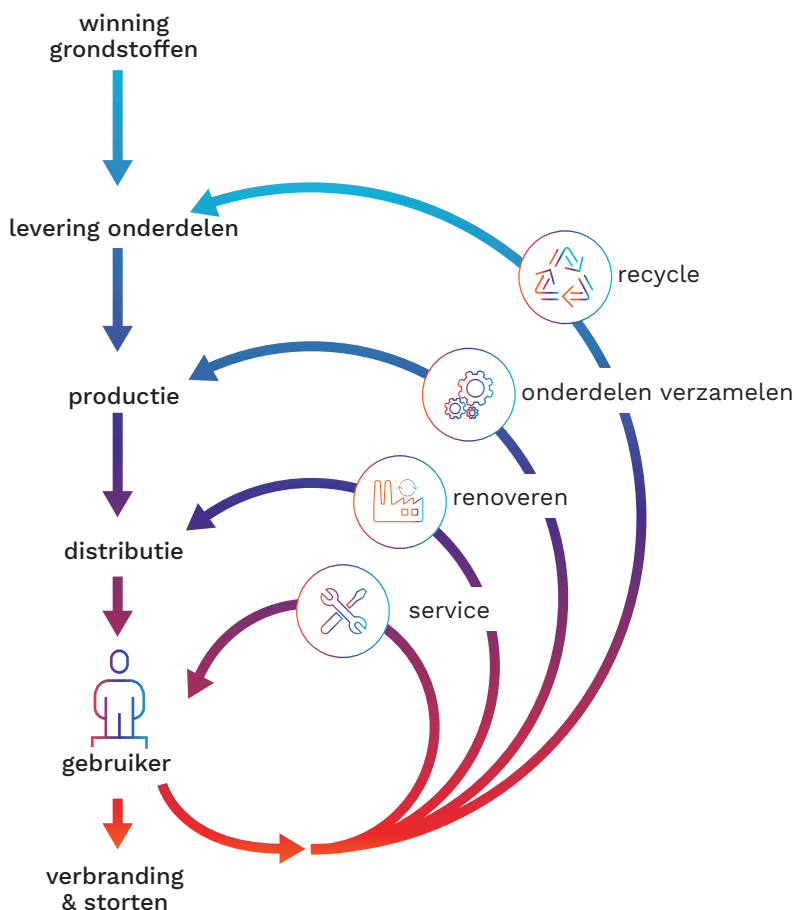 winning
grondstoffen
levering onderdelen
recycle
productie
onderdelen verzamelen
renoveren
distributie
service
gebruiker
verbranding
& storten